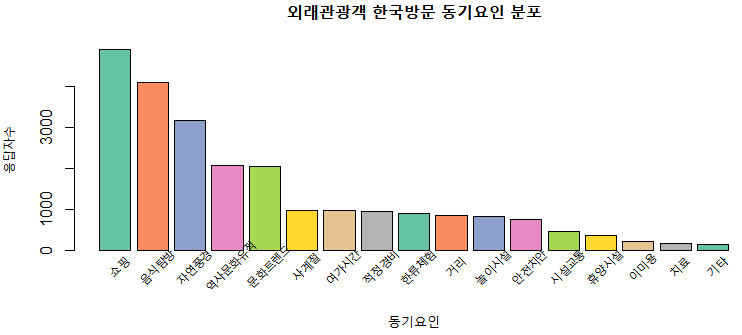 외래관광객 한국방문 동기요인 분포
응답자수
3000
1000
0
쇼핑
음식탐방
자연풍경
역사문화유적
문화트렌드
사계절
여가시간
적정경비
한류체험
거리
놀이시설
안전치안
시설교통
휴양시설
이미용
치료
기타
동기요인